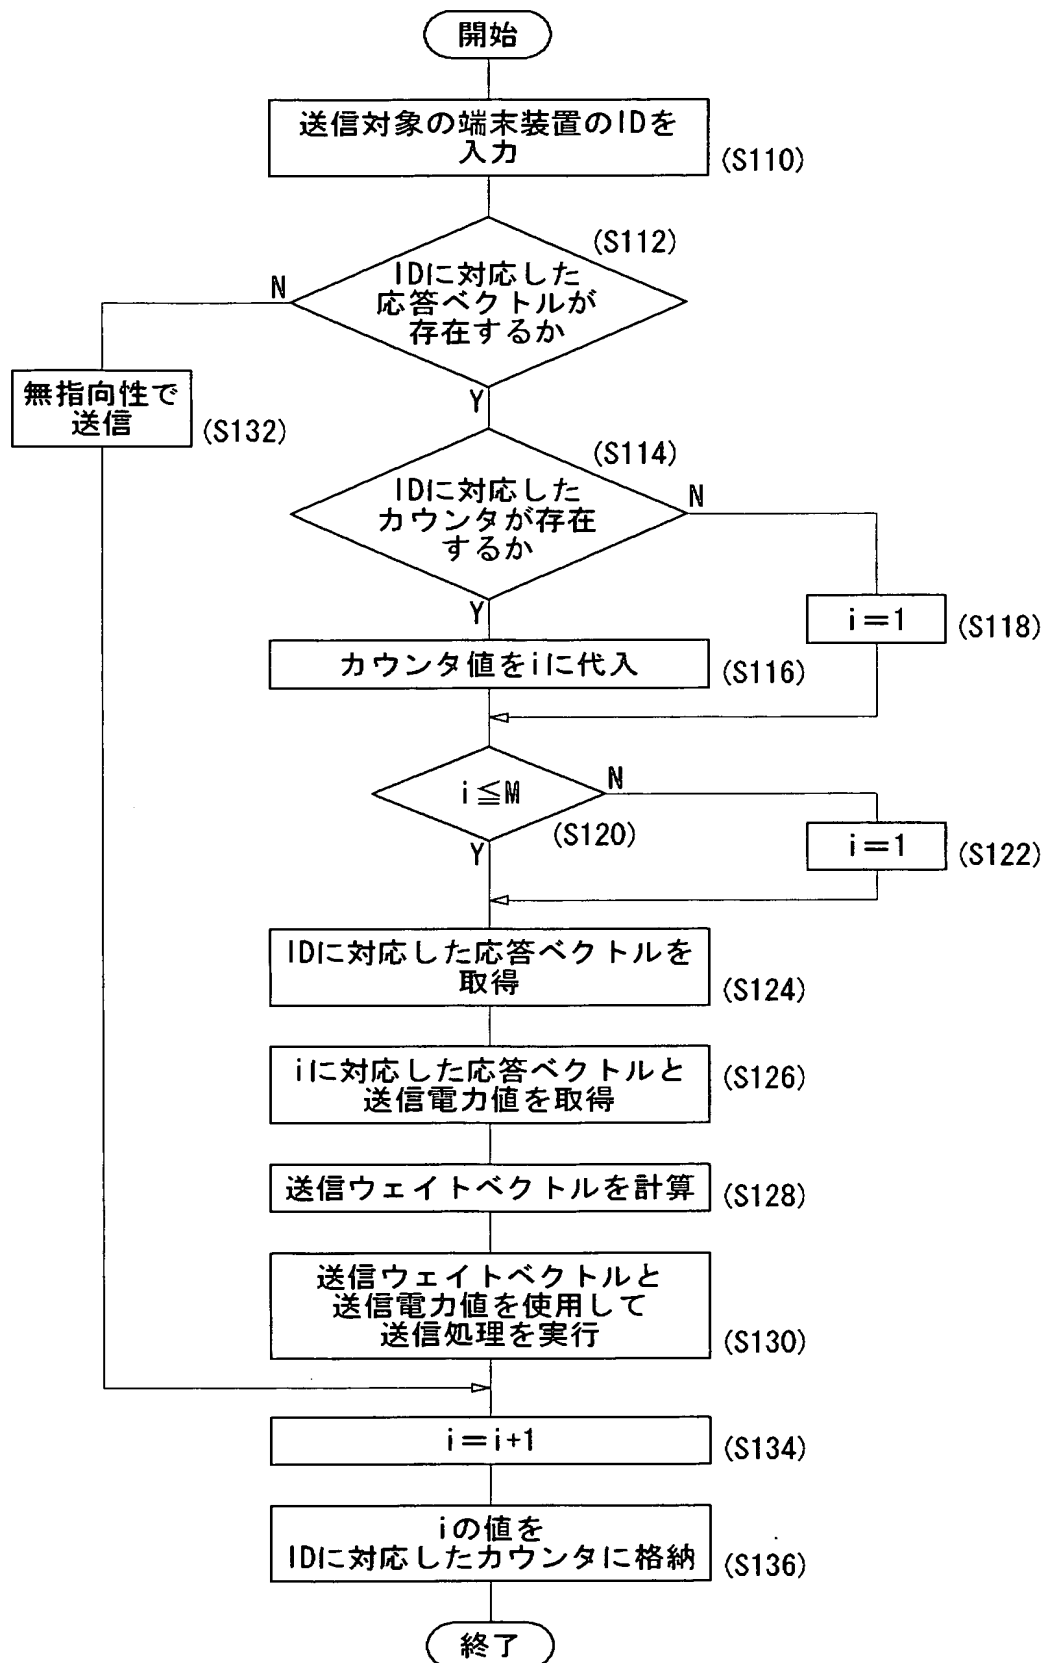 開始
送信対象の端末装置のIDを
入力
(S110)
(S112)
IDに対応した
応答ベクトルが
存在するか
N
Y
無指向性で
送信
(S132)
(S114)
IDに対応した
カウンタが存在
するか
N
Y
i=1
(S118)
カウンタ値をiに代入
(S116)
i≦M
N
(S120)
Y
i=1
(S122)
IDに対応した応答ベクトルを
取得
(S124)
iに対応した応答ベクトルと
送信電力値を取得
(S126)
送信ウェイトベクトルを計算
(S128)
送信ウェイトベクトルと
送信電力値を使用して
送信処理を実行
(S130)
i=i+1
(S134)
iの値を
IDに対応したカウンタに格納
(S136)
終了